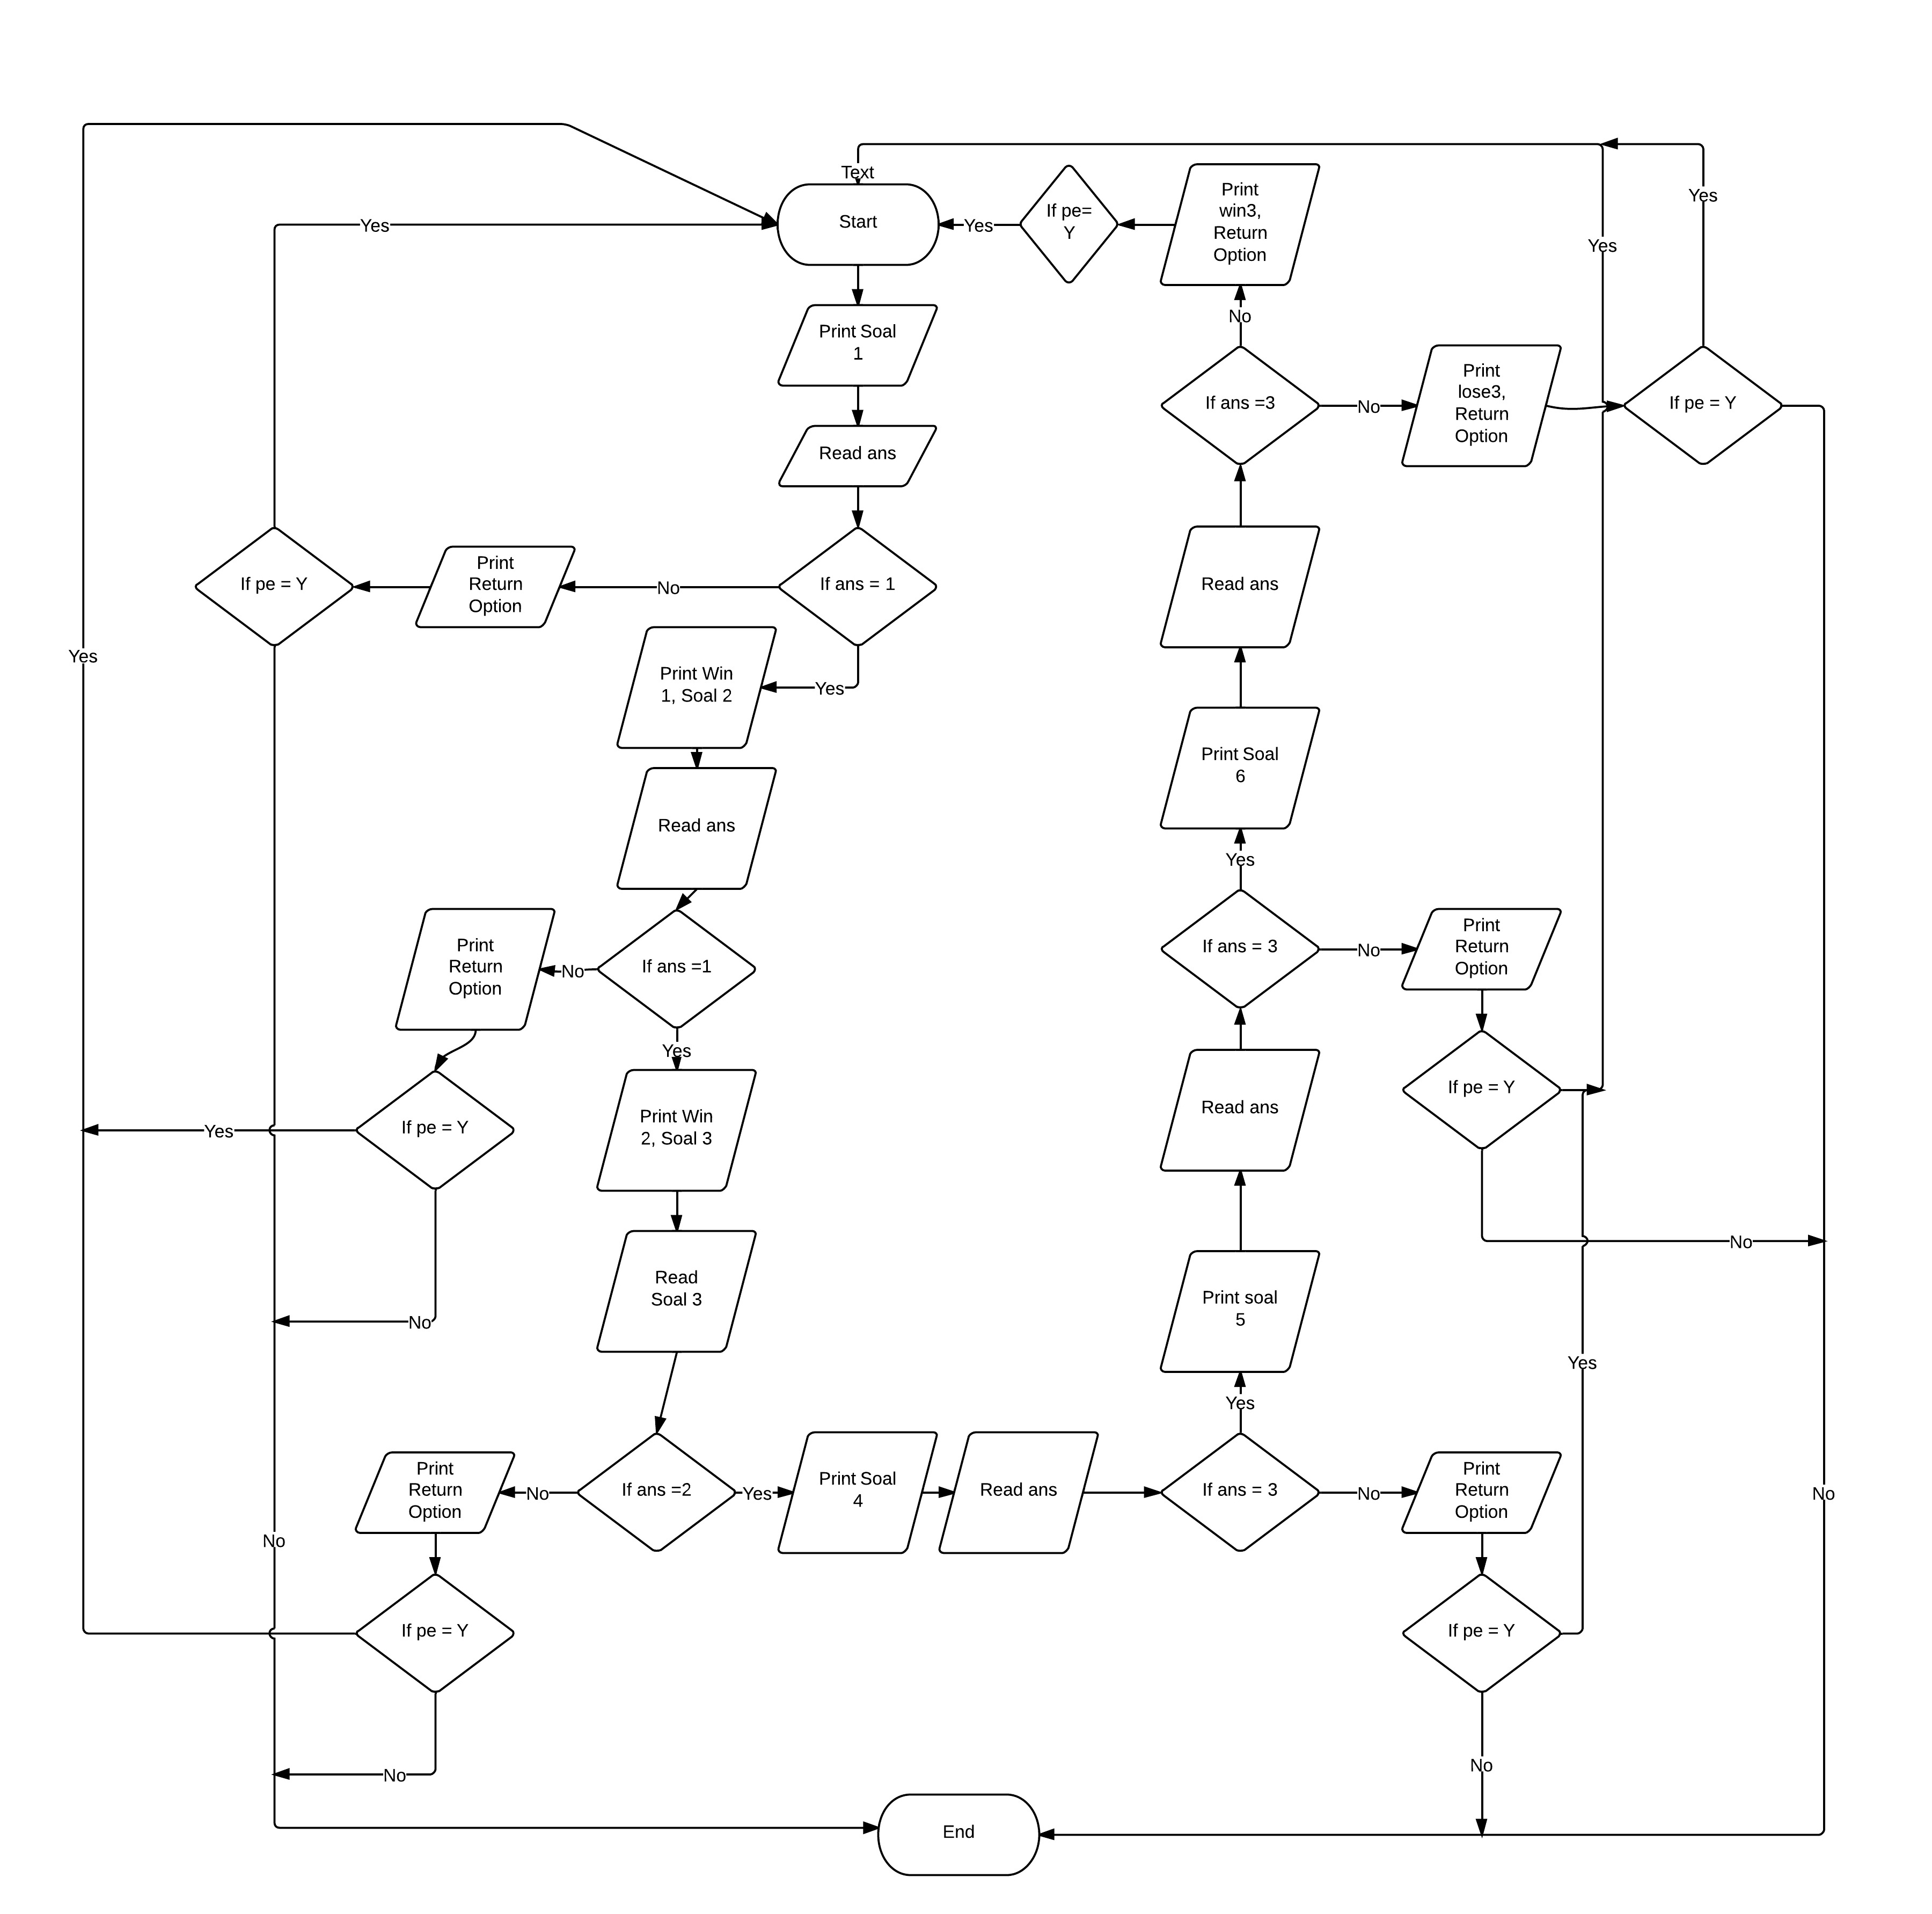 Text
Start
Yes
If pe=
Y
Print
win3,
Return
Option
Yes
Yes
Yes
No
Print Soal
1
If ans =3
No
Print
lose3,
Return
Option
If pe = Y
Read ans
If pe = Y
Print
Return
Option
No
If ans = 1
Read ans
Yes
Print Win
1, Soal 2
Yes
Print Soal
6
Read ans
Yes
Print
Return
Option
No
If ans =1
If ans = 3
No
Print
Return
Option
Yes
Yes
If pe = Y
Print Win
2, Soal 3
Read ans
If pe = Y
No
Read
Soal 3
Print soal
5
No
Yes
Yes
Print
Return
Option
No
If ans =2
Yes
Print Soal
4
Read ans
If ans = 3
No
Print
Return
Option
No
No
If pe = Y
If pe = Y
No
No
End